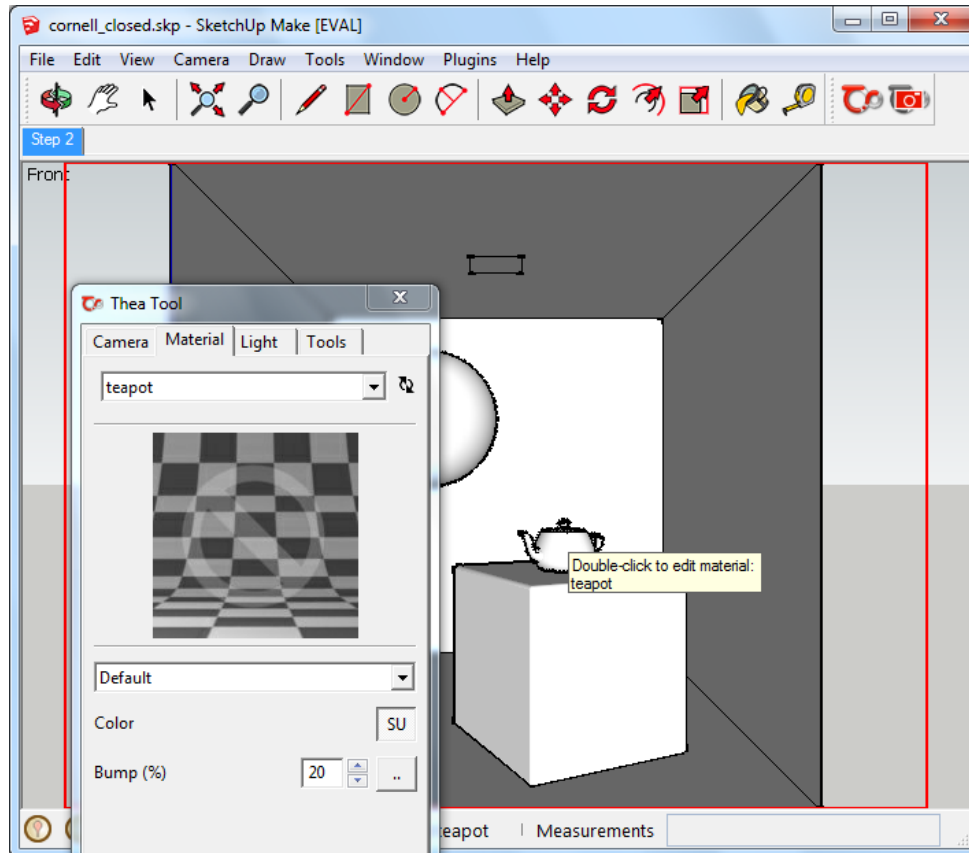 cornell_closed.skp - SketchUp Make [EVAL]
File Edit View Camera Draw Tools Window Plugins Help
Step 2
Front
Thea Tool
Camera Material Light Tools
teapot
Double-click to edit material:
teapot
Default
Color SU
Bump (%) 20 ..
teapot Measurements